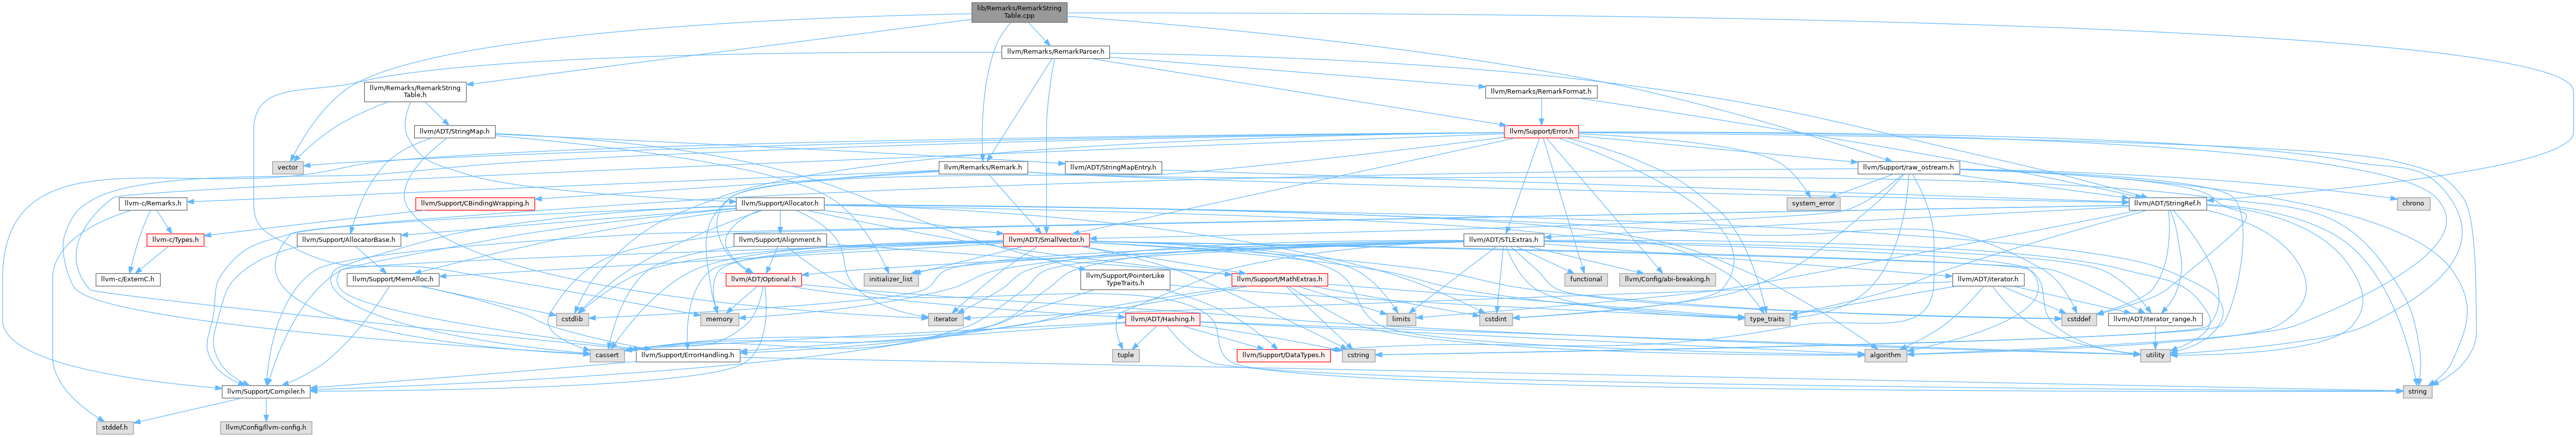 lib/Remarks/RemarkString
Table.cpp
llvm/Remarks/RemarkParser.h
llvm/Remarks/RemarkString
Table.h
llvm/Remarks/RemarkFormat.h
llvm/ADT/StringMap.h
llvm/Support/Error.h
vector
llvm/Remarks/Remark.h
llvm/ADT/StringMapEntry.h
llvm/Support/raw_ostream.h
llvm-c/Remarks.h
llvm/Support/CBindingWrapping.h
llvm/Support/Allocator.h
system_error
llvm/ADT/StringRef.h
chrono
llvm-c/Types.h
llvm/Support/AllocatorBase.h
llvm/Support/Alignment.h
llvm/ADT/SmallVector.h
llvm/ADT/STLExtras.h
llvm-c/ExternC.h
llvm/Support/MemAlloc.h
llvm/ADT/Optional.h
initializer_list
llvm/Support/PointerLike
TypeTraits.h
llvm/Support/MathExtras.h
functional
llvm/Config/abi-breaking.h
llvm/ADT/iterator.h
cstdlib
memory
iterator
llvm/ADT/Hashing.h
limits
cstdint
type_traits
cstddef
llvm/ADT/iterator_range.h
cassert
llvm/Support/ErrorHandling.h
tuple
llvm/Support/DataTypes.h
cstring
algorithm
utility
llvm/Support/Compiler.h
string
stddef.h
llvm/Config/llvm-config.h